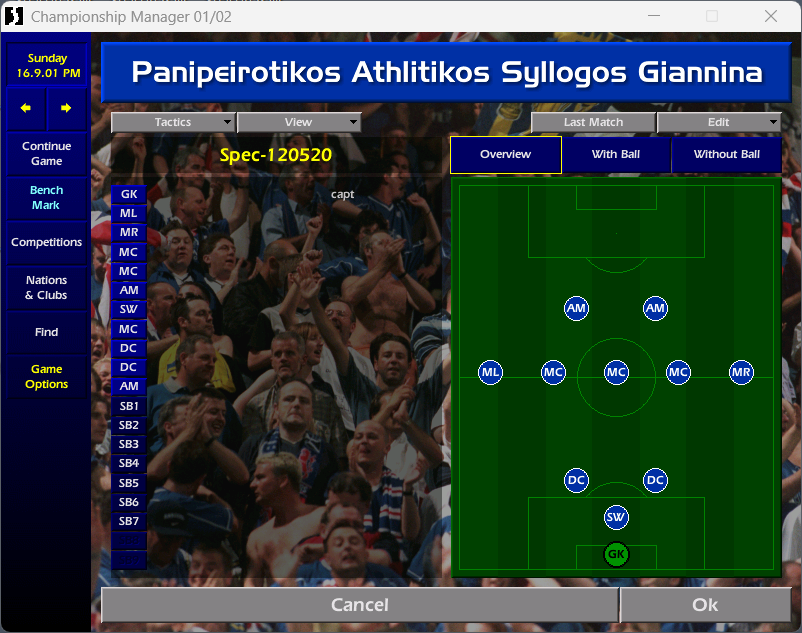 Championship Manager 01/02
Sunday
16.9.01 PM
Panipeirotikos Athlitikos Syllogos Giannina
Tactics View Last Match Edit
Continue
Game
Bench
Mark
Competitions
Nations
& Clubs
Find
Game
Options
Spec-120520
Overview With Ball Without Ball
GK capt
ML
MR
MC
MC
AM
SW
MC
DC
DC
AM
SB1
SB2
SB3
SB4
SB5
SB6
SB7
AM AM
ML MC MC MC MR
DC DC
SW
GK
Cancel Ok